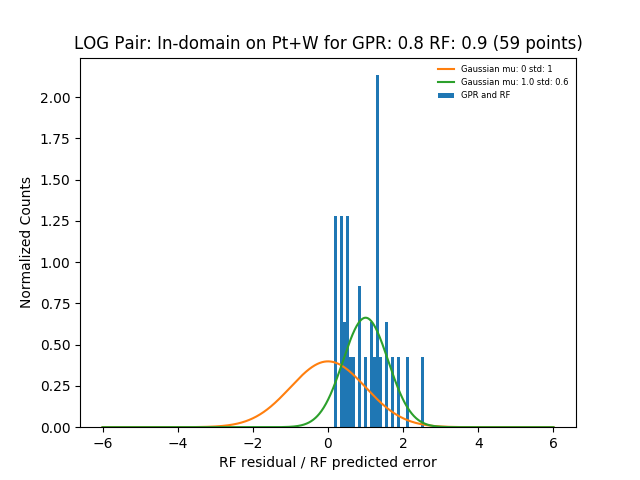 LOG Pair: In-domain on Pt+W for GPR: 0.8 RF: 0.9 (59 points)
Gaussian mu: 0 std: 1
Gaussian mu: 1.0 std: 0.6
GPR and RF
Normalized Counts
2.00
1.75
1.50
1.25
1.00
0.75
0.50
0.25
0.00
−6 −4 −2 0 2 4 6
RF residual / RF predicted error